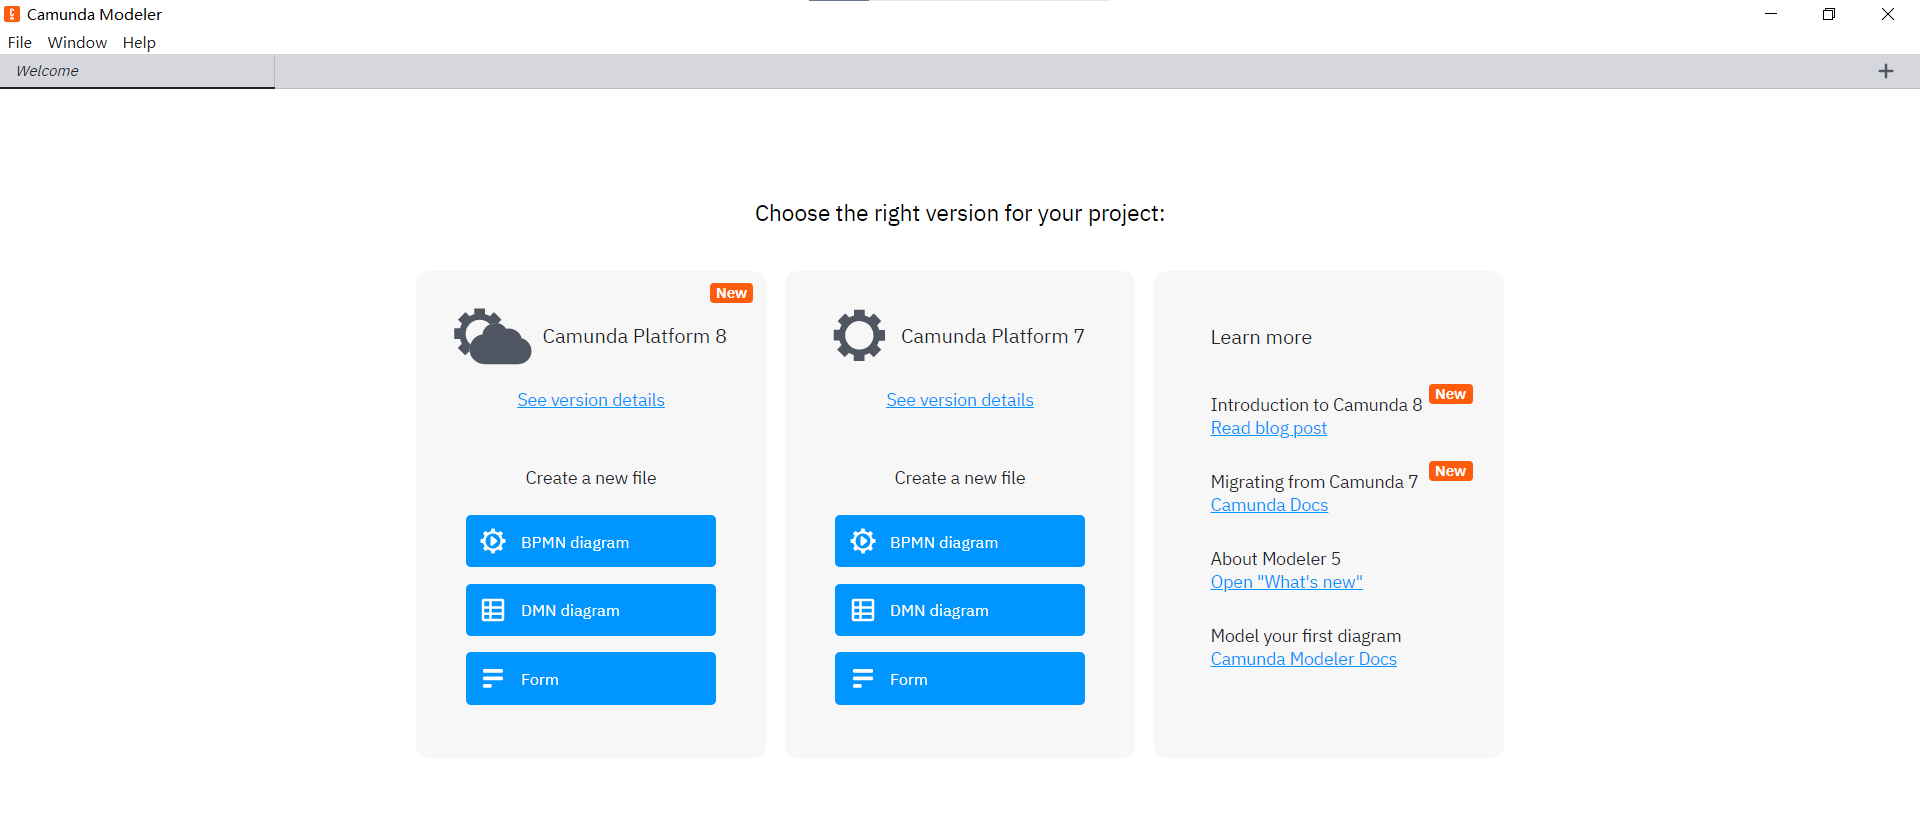 Camunda Modeler
File Window Help
Welcome
Choose the right version for your project:
New
Camunda Platform 8
See version details
Create a new file
BPMN diagram
DMN diagram
Form
Camunda Platform 7
See version details
Create a new file
BPMN diagram
DMN diagram
Form
Learn more
Introduction to Camunda 8 New
Read blog post
Migrating from Camunda 7 New
Camunda Docs
About Modeler 5
Open "What's new"
Model your first diagram
Camunda Modeler Docs